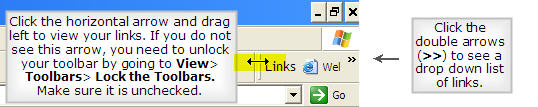 Click the horizontal arrow and drag
left to view your links. If you do not
see this arrow, you need to unlock
your toolbar by going to View>
Toolbars> Lock the Toolbars.
Make sure it is unchecked.
Links
Wel
»
Go
Click the
double arrows
(>>) to see a
drop down list
of links.